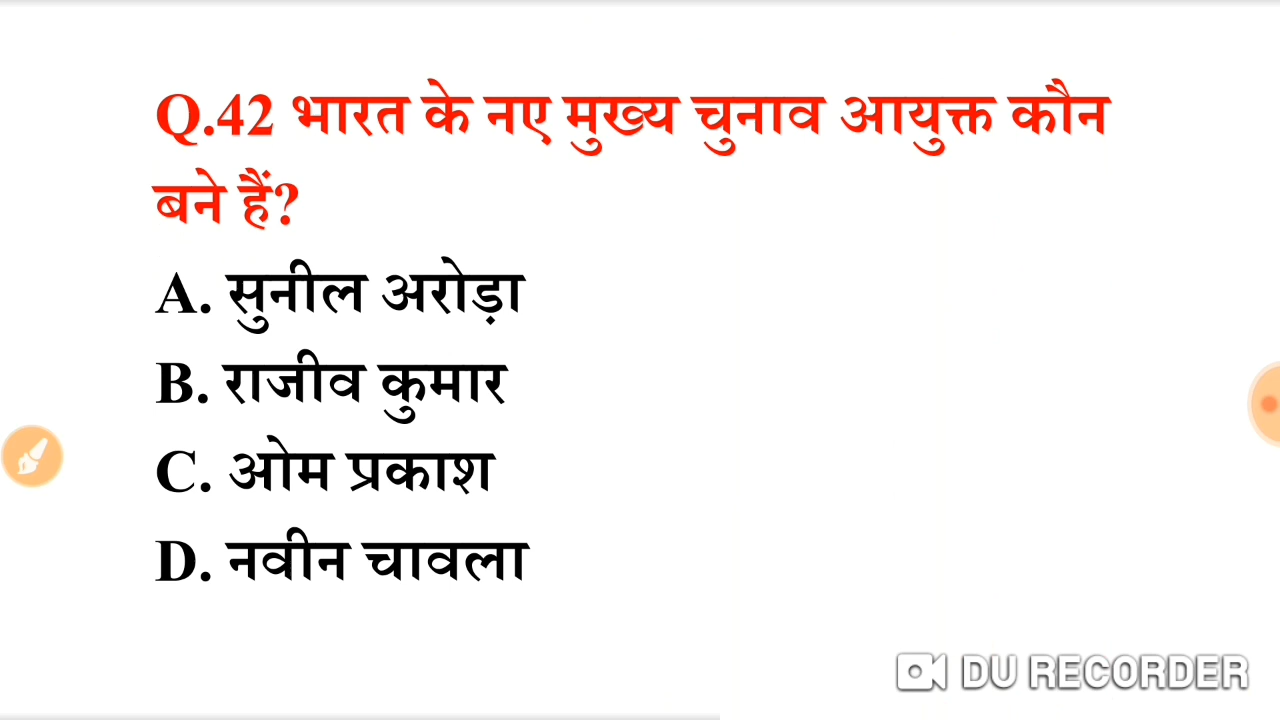 Q.42 भारत के नए मुख्य चुनाव आयुक्त कौन
बने हैं?
A. सुनील अरोड़ा
B. राजीव कुमार
C. ओम प्रकाश
D. नवीन चावला
DU RECORDER